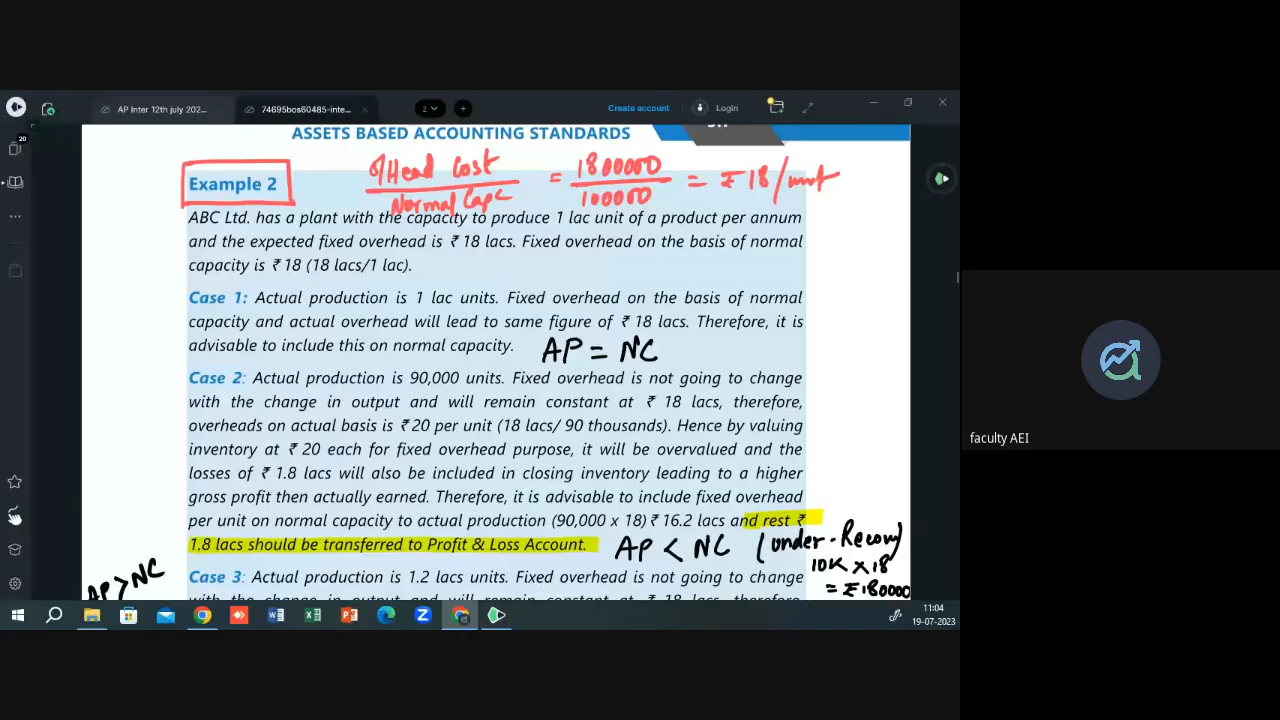 AP Inter 12th july 202...
74695bos60485-inte...
2
Create account
Login
20
ASSETS BASED ACCOUNTING STANDARDS
Example 2
O/Head Cost / Normal Capc = 1800000 / 100000 = ₹ 18/unit
ABC Ltd. has a plant with the capacity to produce 1 lac unit of a product per annum
and the expected fixed overhead is ₹ 18 lacs. Fixed overhead on the basis of normal
capacity is ₹ 18 (18 lacs/1 lac).
Case 1: Actual production is 1 lac units. Fixed overhead on the basis of normal
capacity and actual overhead will lead to same figure of ₹ 18 lacs. Therefore, it is
advisable to include this on normal capacity.
AP = NC
Case 2: Actual production is 90,000 units. Fixed overhead is not going to change
with the change in output and will remain constant at ₹ 18 lacs, therefore,
overheads on actual basis is ₹ 20 per unit (18 lacs/ 90 thousands). Hence by valuing
inventory at ₹ 20 each for fixed overhead purpose, it will be overvalued and the
losses of ₹ 1.8 lacs will also be included in closing inventory leading to a higher
gross profit then actually earned. Therefore, it is advisable to include fixed overhead
per unit on normal capacity to actual production (90,000 x 18) ₹ 16.2 lacs and rest ₹
1.8 lacs should be transferred to Profit & Loss Account.
AP < NC (under-Recov)
10K × 18
= ₹ 180000
AP > NC
Case 3: Actual production is 1.2 lacs units. Fixed overhead is not going to change
faculty AEI
11:04
19-07-2023